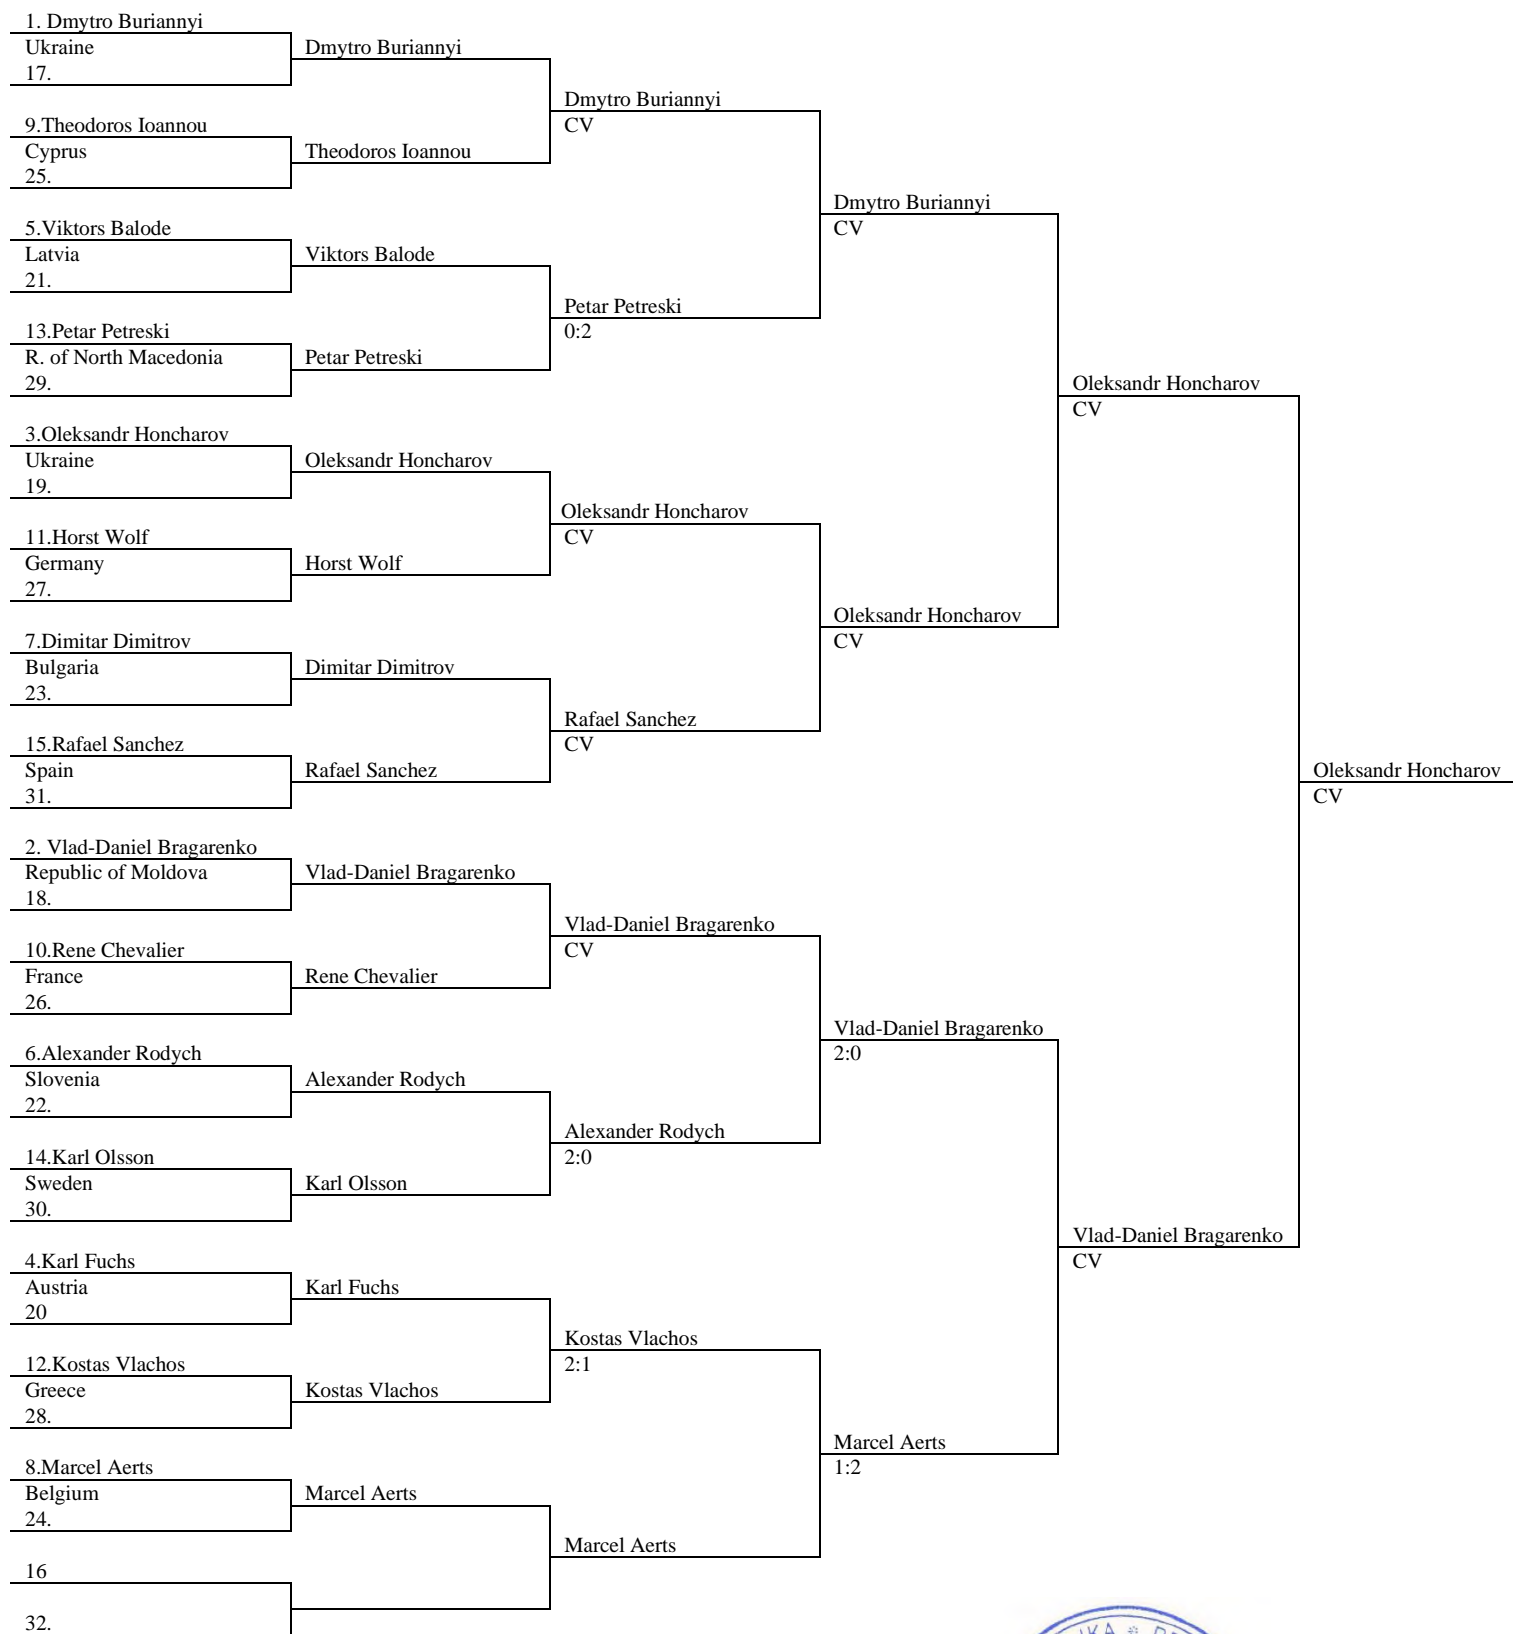 1. Dmytro Buriannyi
Ukraine
17.
9.Theodoros Ioannou
Cyprus
25.
5.Viktors Balode
Latvia
21.
13.Petar Petreski
R. of North Macedonia
29.
3.Oleksandr Honcharov
Ukraine
19.
11.Horst Wolf
Germany
27.
7.Dimitar Dimitrov
Bulgaria
23.
15.Rafael Sanchez
Spain
31.
2. Vlad-Daniel Bragarenko
Republic of Moldova
18.
10.Rene Chevalier
France
26.
6.Alexander Rodych
Slovenia
22.
14.Karl Olsson
Sweden
30.
4.Karl Fuchs
Austria
20
12.Kostas Vlachos
Greece
28.
8.Marcel Aerts
Belgium
24.
16
32.
Dmytro Buriannyi
Theodoros Ioannou
Viktors Balode
Petar Petreski
Oleksandr Honcharov
Horst Wolf
Dimitar Dimitrov
Rafael Sanchez
Vlad-Daniel Bragarenko
Rene Chevalier
Alexander Rodych
Karl Olsson
Karl Fuchs
Kostas Vlachos
Marcel Aerts
Dmytro Buriannyi
CV
Petar Petreski
0:2
Oleksandr Honcharov
CV
Rafael Sanchez
CV
Vlad-Daniel Bragarenko
CV
Alexander Rodych
2:0
Kostas Vlachos
2:1
Marcel Aerts
Dmytro Buriannyi
CV
Oleksandr Honcharov
CV
Vlad-Daniel Bragarenko
2:0
Marcel Aerts
1:2
Oleksandr Honcharov
CV
Vlad-Daniel Bragarenko
CV
Oleksandr Honcharov
CV